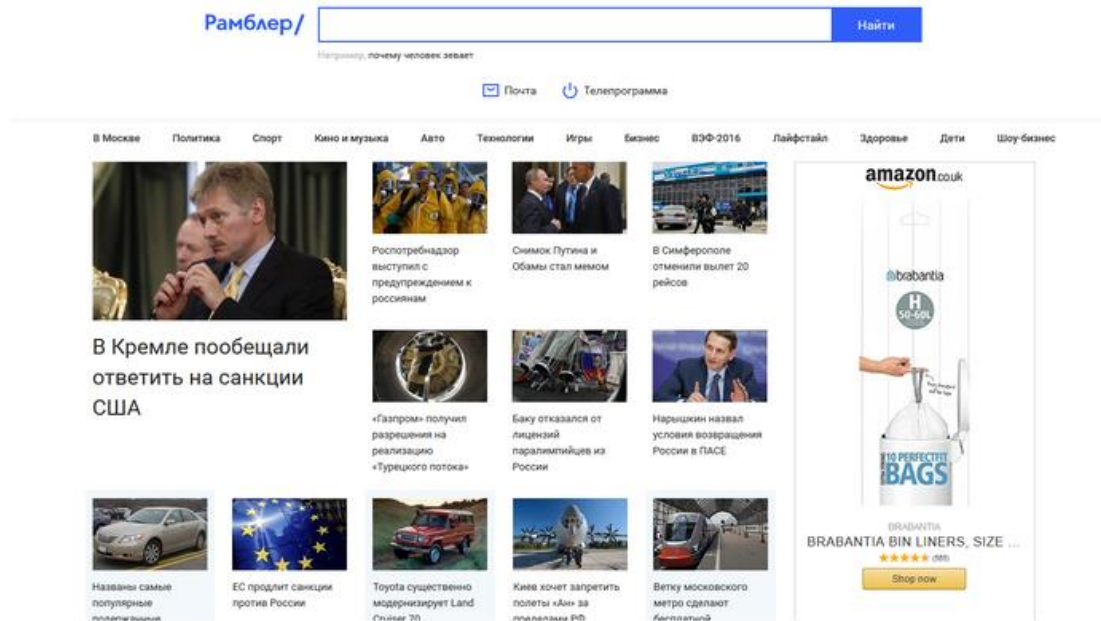 Рамблер/
Найти
Например, почему человек зевает
Почта
Телепрограмма
В Москве Политика Спорт Кино и музыка Авто Технологии Игры Бизнес ВЭФ-2016 Лайфстайл Здоровье Дети Шоу-бизнес
В Кремле пообещали
ответить на санкции
США
Роспотребнадзор
выступил с
предупреждением к
россиянам
Снимок Путина и
Обамы стал мемом
В Симферополе
отменили вылет 20
рейсов
«Газпром» получил
разрешения на
реализацию
«Турецкого потока»
Баку отказался от
лицензий
паралимпийцев из
России
Нарышкин назвал
условия возвращения
России в ПАСЕ
Названы самые
популярные
подержанные
ЕС продлит санкции
против России
Toyota существенно
модернизирует Land
Cruiser 70
Киев хочет запретить
полеты «Ан» за
пределами РФ
Ветку московского
метро сделают
бесплатной
amazon.co.uk
brabantia
H
50-60L
10 PERFECTFIT
BAGS
BRABANTIA
BRABANTIA BIN LINERS, SIZE ...
(585)
Shop now